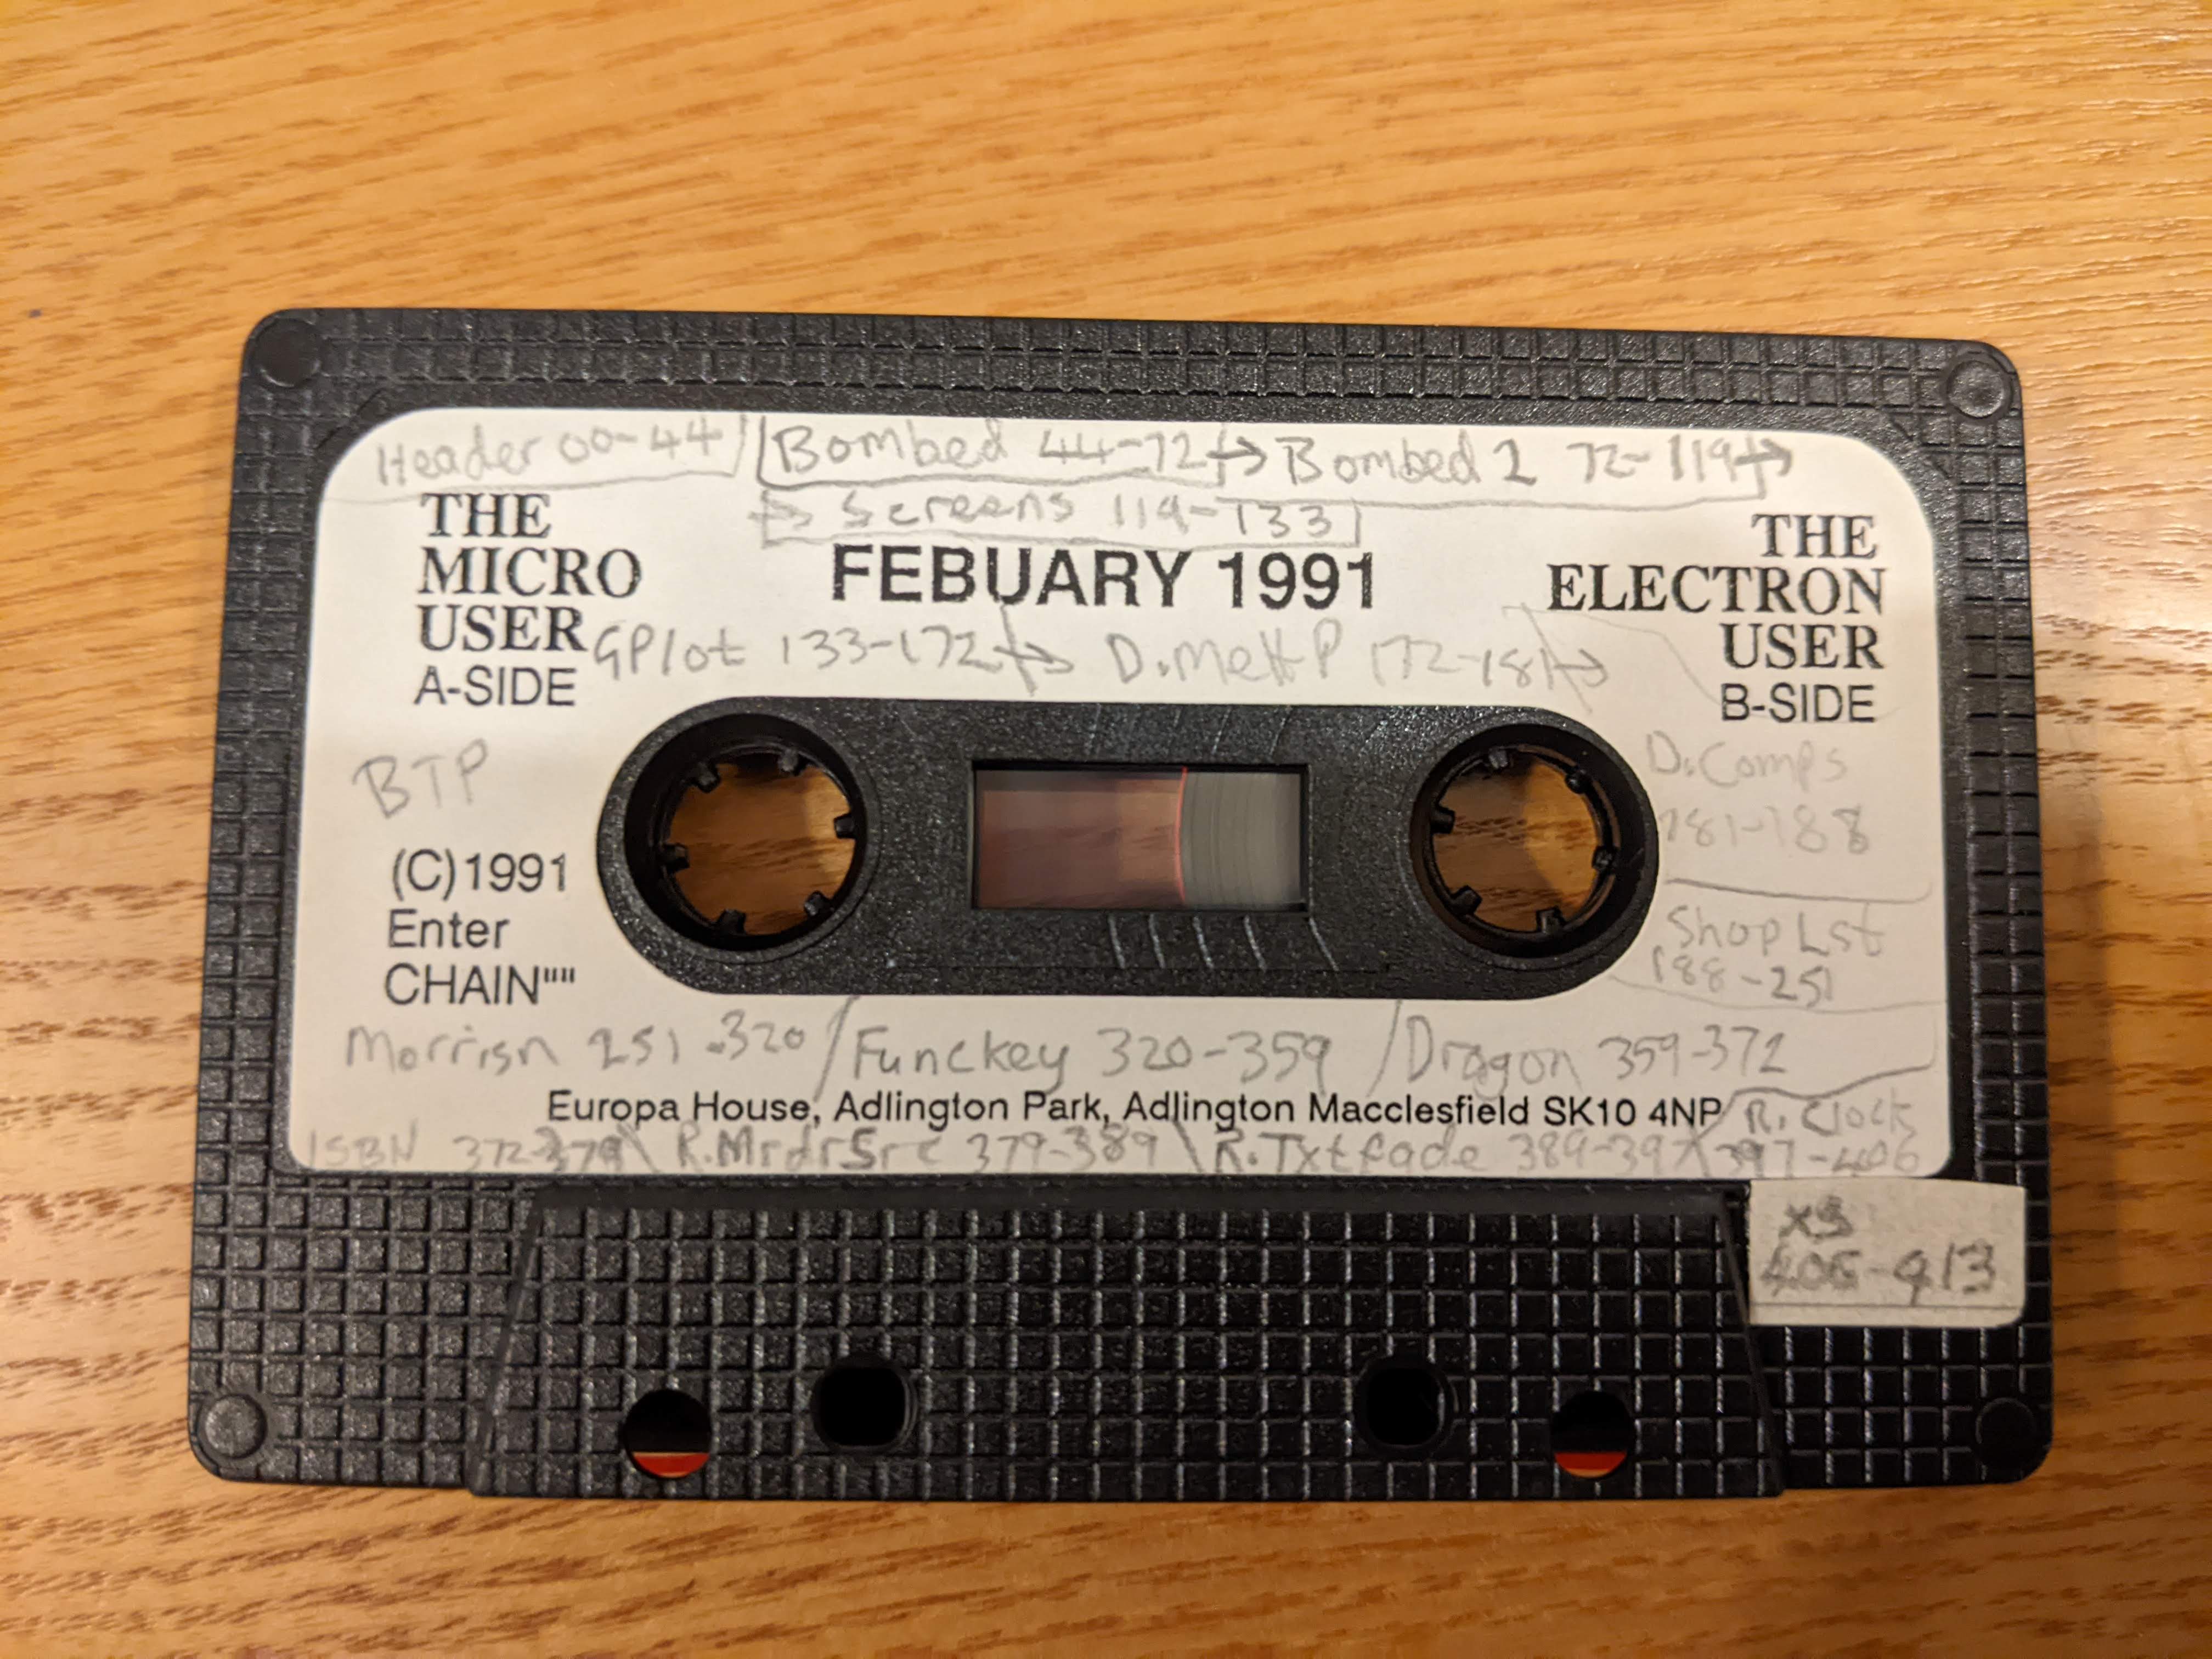 Header 00-44 Bombed 44-72 → Bombed 2 72-119 →
→ Screens 119-133
THE
MICRO
USER
A-SIDE
FEBUARY 1991
THE
ELECTRON
USER
B-SIDE
GPlot 133-172 → D.MettP 172-181 →
BTP
D.Comps
181-188
(C)1991
Enter
CHAIN""
Shop Lst
188-251
Morrisn 251-320 / Funckey 320-359 / Dragon 359-372
Europa House, Adlington Park, Adlington Macclesfield SK10 4NP
R. Clock
ISBN 372-379 \ R.MrdrSrc 379-389 \ R.Txtfade 389-397 397-406
XS
406-413